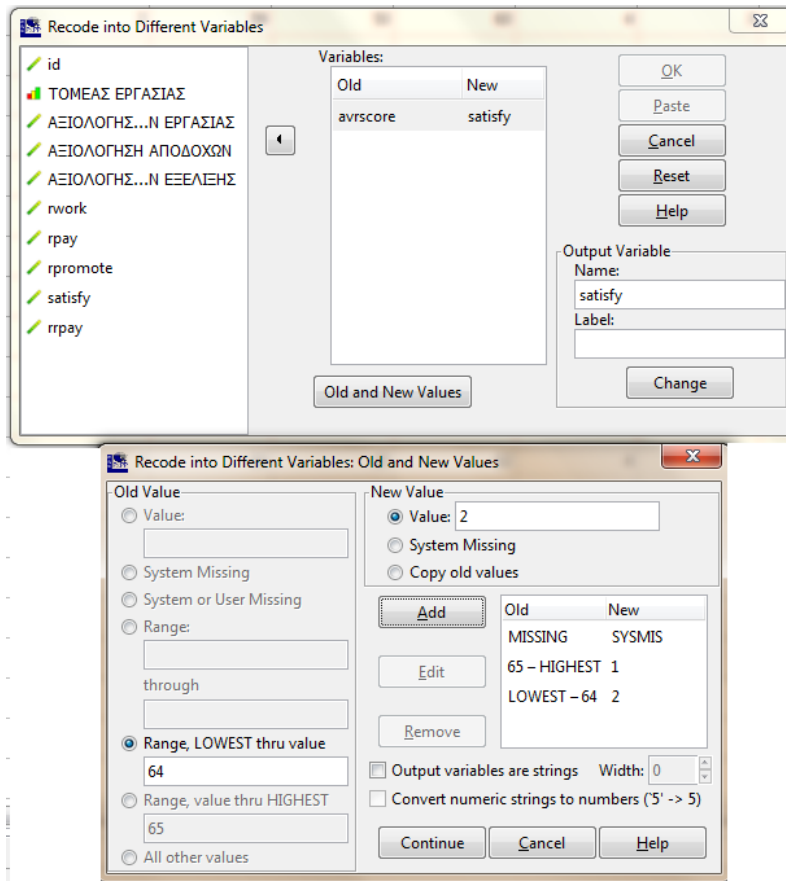 Recode into Different Variables
id
ΤΟΜΕΑΣ ΕΡΓΑΣΙΑΣ
ΑΞΙΟΛΟΓΗΣ...Ν ΕΡΓΑΣΙΑΣ
ΑΞΙΟΛΟΓΗΣΗ ΑΠΟΔΟΧΩΝ
ΑΞΙΟΛΟΓΗΣ...Ν ΕΞΕΛΙΞΗΣ
rwork
rpay
rpromote
satisfy
rrpay
Variables:
Old New
avrscore satisfy
Old and New Values
OK
Paste
Cancel
Reset
Help
Output Variable
Name:
satisfy
Label:
Change
Recode into Different Variables: Old and New Values
Old Value
Value:
System Missing
System or User Missing
Range:
through
Range, LOWEST thru value
64
Range, value thru HIGHEST
65
All other values
New Value
Value: 2
System Missing
Copy old values
Add
Edit
Remove
Old New
MISSING SYSMIS
65 – HIGHEST 1
LOWEST – 64 2
Output variables are strings Width: 0
Convert numeric strings to numbers ('5' -> 5)
Continue Cancel Help